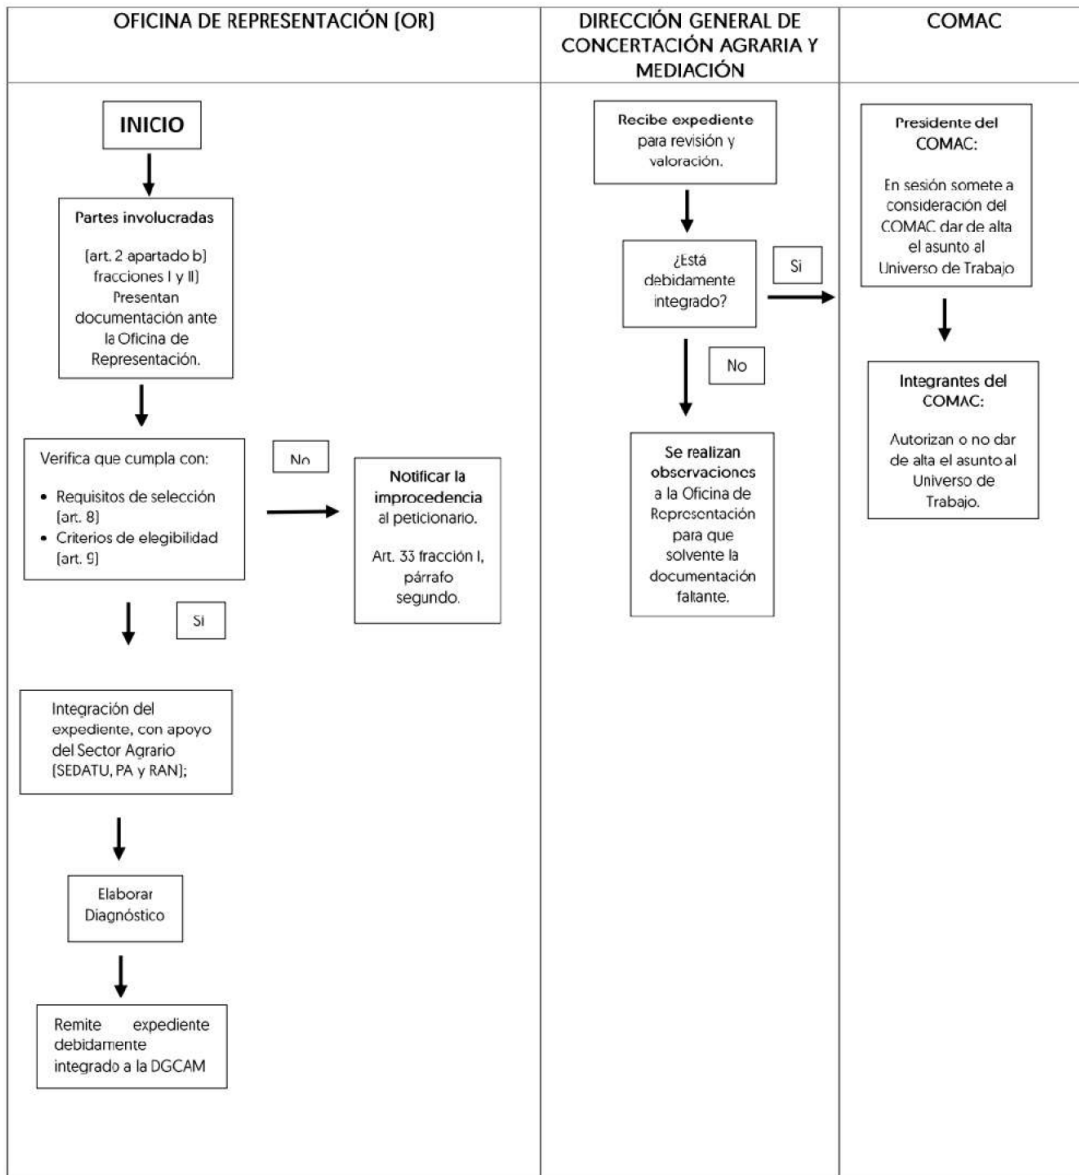 OFICINA DE REPRESENTACIÓN (OR)
DIRECCIÓN GENERAL DE
CONCERTACIÓN AGRARIA Y
MEDIACIÓN
COMAC
INICIO
Partes involucradas
(art. 2 apartado b)
fracciones I y II)
Presentan
documentación ante
la Oficina de
Representación.
Verifica que cumpla con:
• Requisitos de selección
(art. 8)
• Criterios de elegibilidad
(art. 9)
No
Notificar la
improcedencia
al peticionario.
Art. 33 fracción I,
párrafo
segundo.
Si
Integración del
expediente, con apoyo
del Sector Agrario
(SEDATU, PA y RAN);
Elaborar
Diagnóstico
Remite expediente
debidamente
integrado a la DGCAM
Recibe expediente
para revisión y
valoración.
¿Está
debidamente
integrado?
Si
No
Se realizan
observaciones
a la Oficina de
Representación
para que
solvente la
documentación
faltante.
Presidente del
COMAC:
En sesión somete a
consideración del
COMAC dar de alta
el asunto al
Universo de Trabajo
Integrantes del
COMAC:
Autorizan o no dar
de alta el asunto al
Universo de
Trabajo.